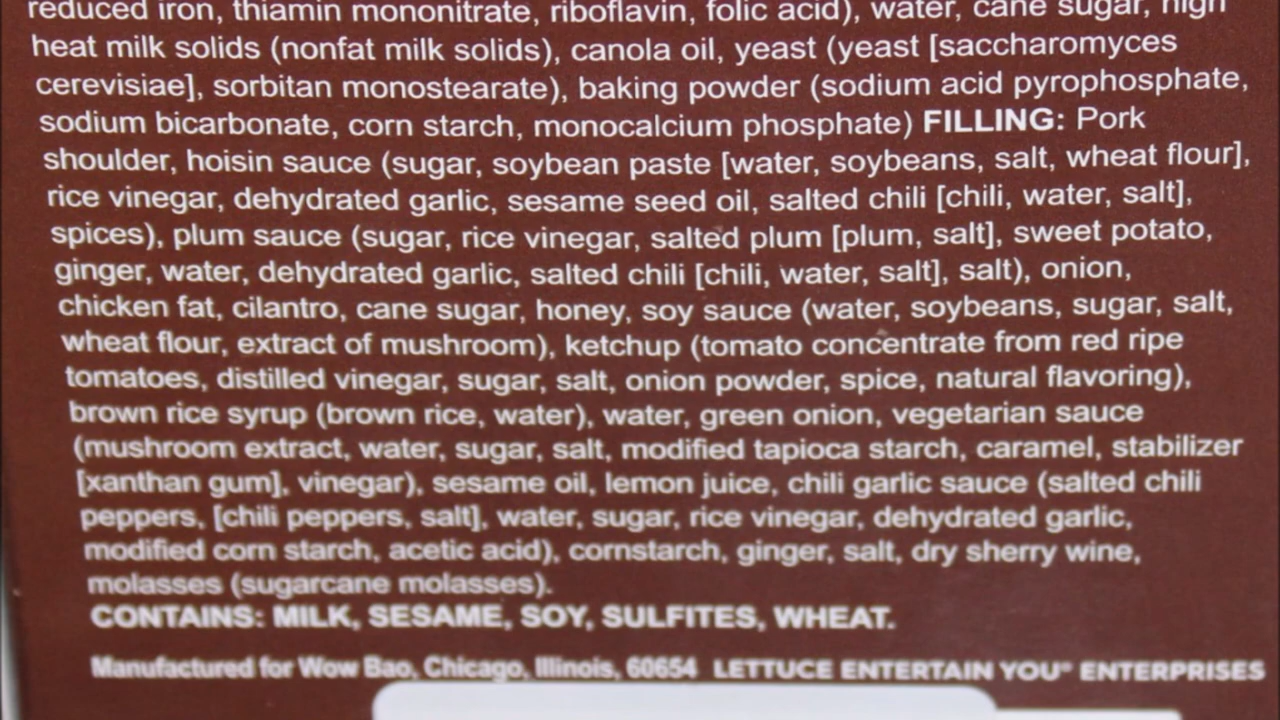 reduced iron, thiamin mononitrate, riboflavin, folic acid), water, cane sugar, high
heat milk solids (nonfat milk solids), canola oil, yeast (yeast [saccharomyces
cerevisiae], sorbitan monostearate), baking powder (sodium acid pyrophosphate,
sodium bicarbonate, corn starch, monocalcium phosphate) FILLING: Pork
shoulder, hoisin sauce (sugar, soybean paste [water, soybeans, salt, wheat flour],
rice vinegar, dehydrated garlic, sesame seed oil, salted chili [chili, water, salt],
spices), plum sauce (sugar, rice vinegar, salted plum [plum, salt], sweet potato,
ginger, water, dehydrated garlic, salted chili [chili, water, salt], salt), onion,
chicken fat, cilantro, cane sugar, honey, soy sauce (water, soybeans, sugar, salt,
wheat flour, extract of mushroom), ketchup (tomato concentrate from red ripe
tomatoes, distilled vinegar, sugar, salt, onion powder, spice, natural flavoring),
brown rice syrup (brown rice, water), water, green onion, vegetarian sauce
(mushroom extract, water, sugar, salt, modified tapioca starch, caramel, stabilizer
[xanthan gum], vinegar), sesame oil, lemon juice, chili garlic sauce (salted chili
peppers, [chili peppers, salt], water, sugar, rice vinegar, dehydrated garlic,
modified corn starch, acetic acid), cornstarch, ginger, salt, dry sherry wine,
molasses (sugarcane molasses).
CONTAINS: MILK, SESAME, SOY, SULFITES, WHEAT.
Manufactured for Wow Bao, Chicago, Illinois, 60654 LETTUCE ENTERTAIN YOU® ENTERPRISES